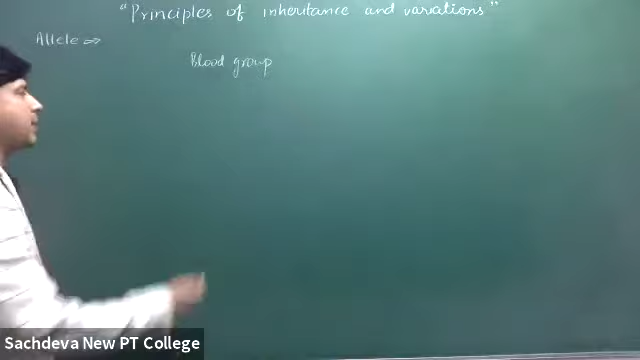 "Principles of inheritance and variations"
Allele ⇒
Blood group
Sachdeva New PT College